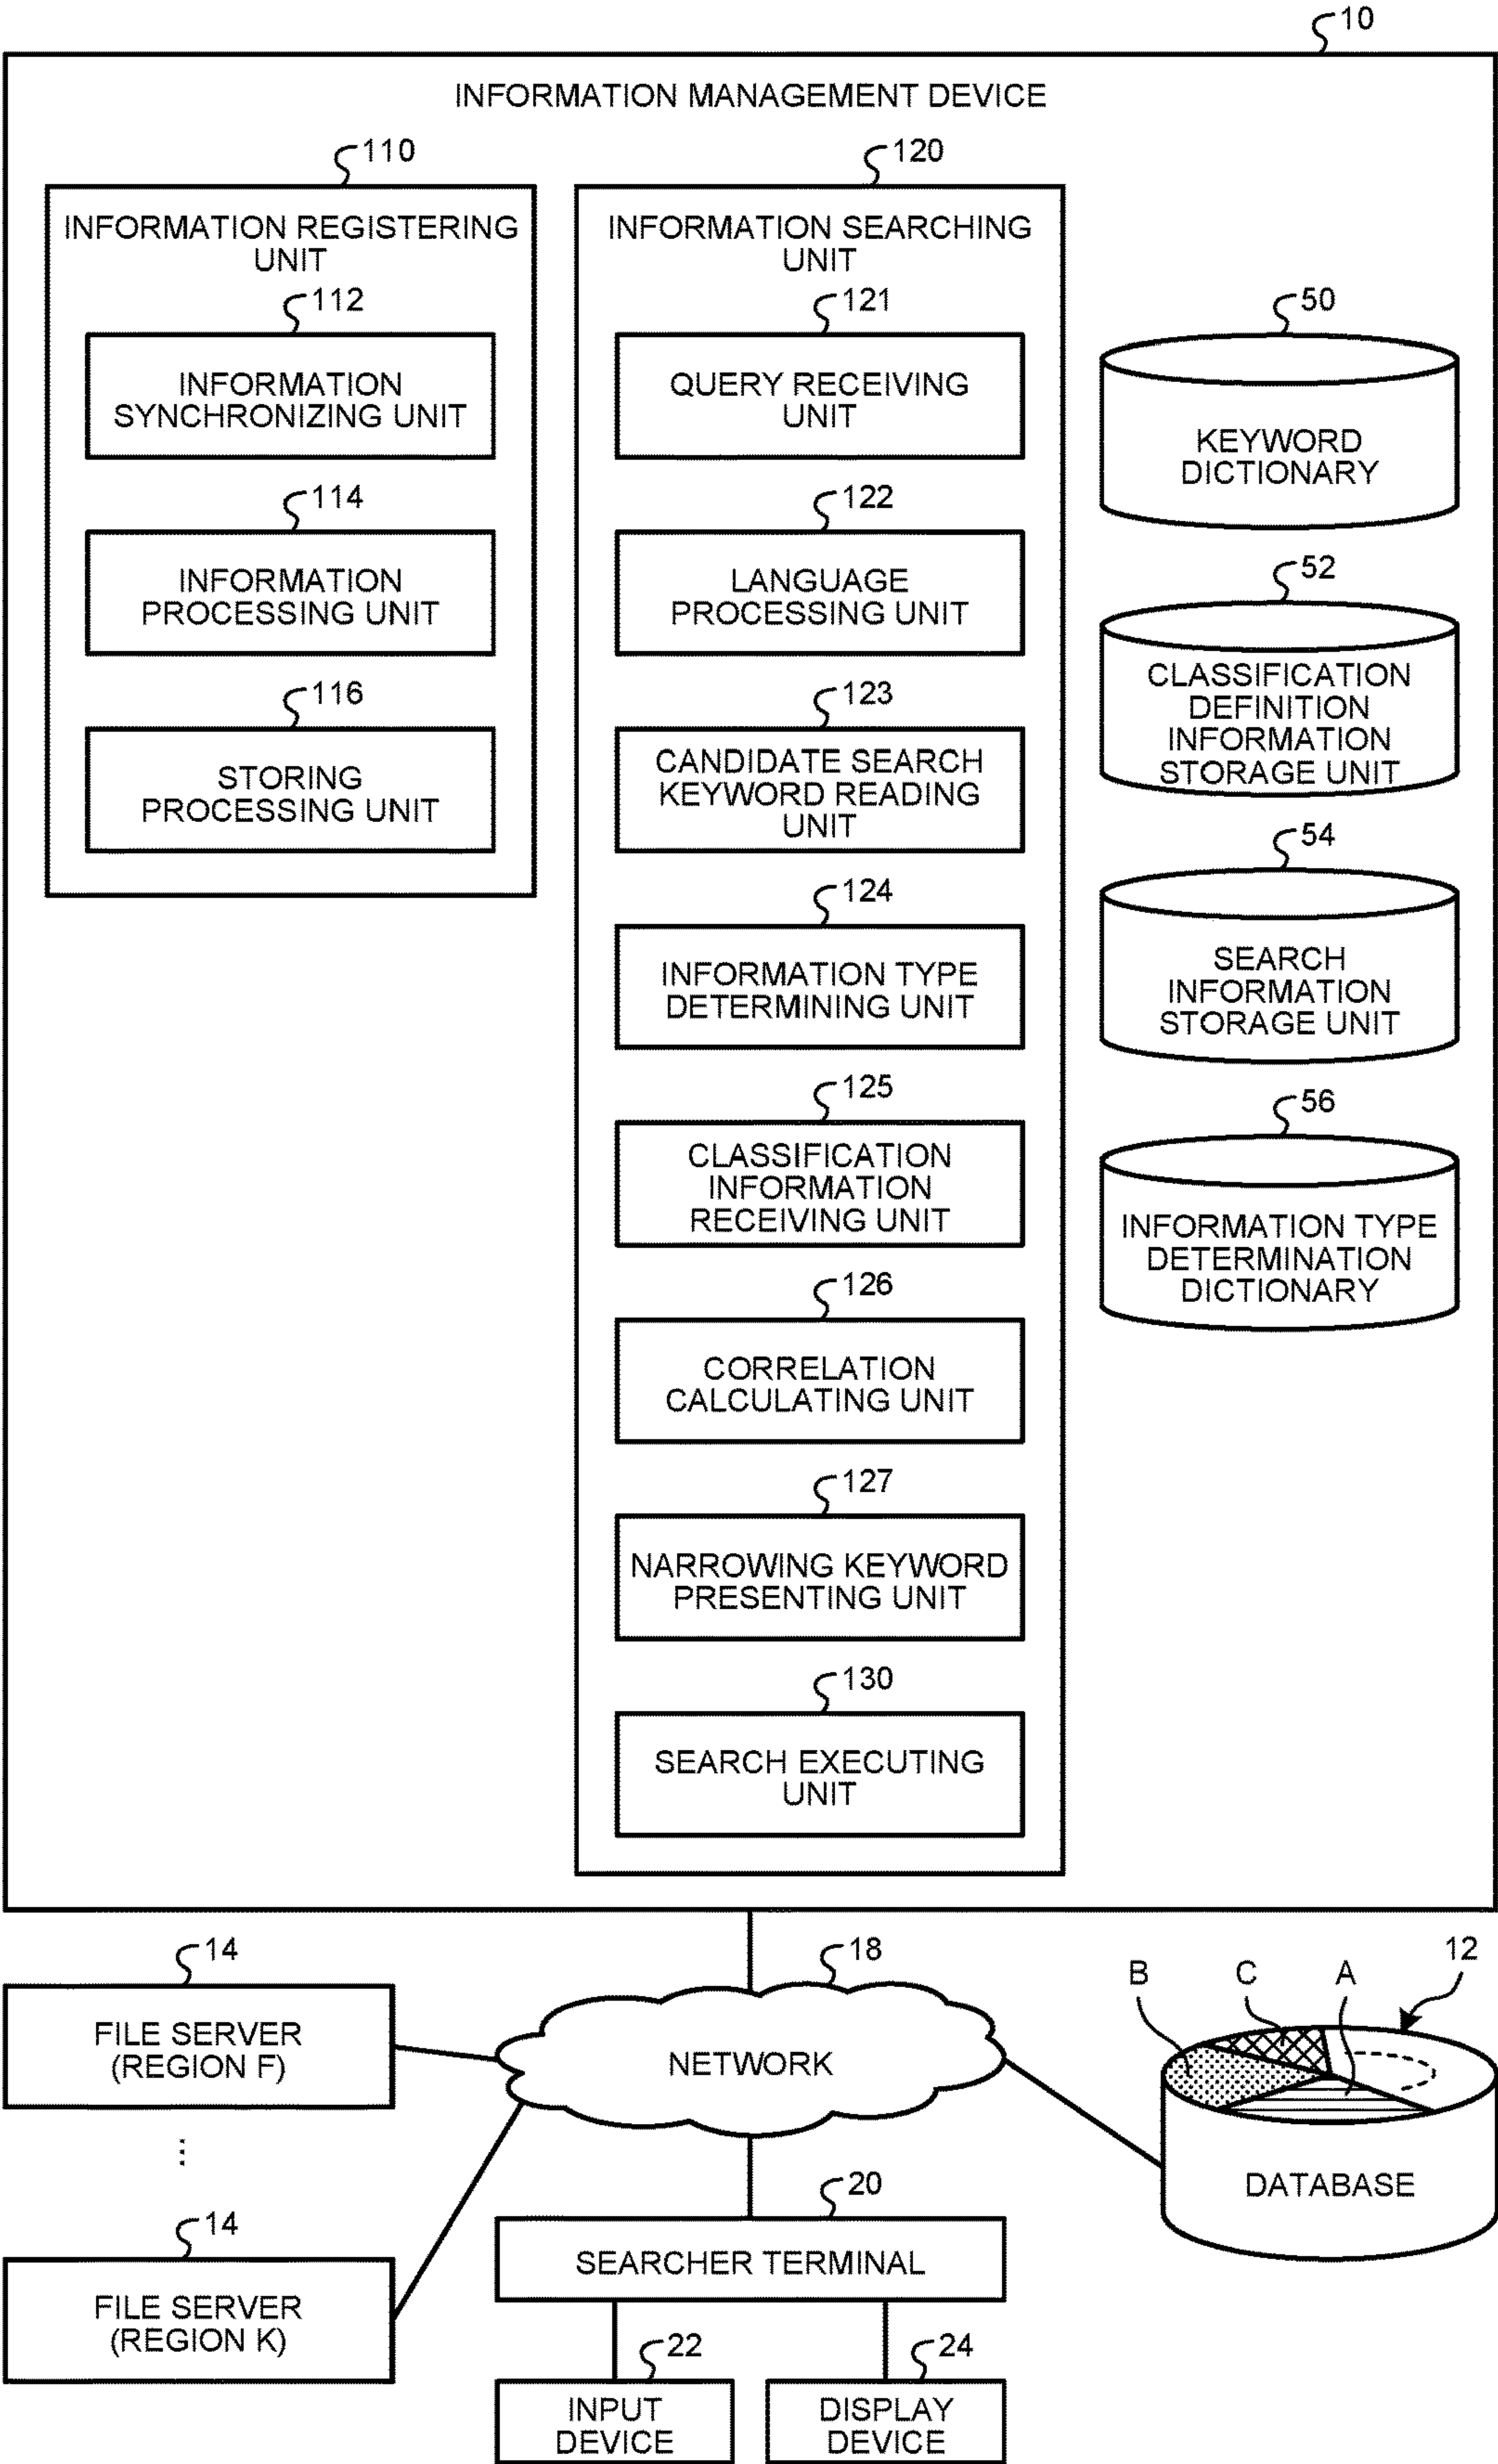 10
INFORMATION MANAGEMENT DEVICE
110
INFORMATION REGISTERING
UNIT
112
INFORMATION
SYNCHRONIZING UNIT
114
INFORMATION
PROCESSING UNIT
116
STORING
PROCESSING UNIT
120
INFORMATION SEARCHING
UNIT
121
QUERY RECEIVING
UNIT
122
LANGUAGE
PROCESSING UNIT
123
CANDIDATE SEARCH
KEYWORD READING
UNIT
124
INFORMATION TYPE
DETERMINING UNIT
125
CLASSIFICATION
INFORMATION
RECEIVING UNIT
126
CORRELATION
CALCULATING UNIT
127
NARROWING KEYWORD
PRESENTING UNIT
130
SEARCH EXECUTING
UNIT
50
KEYWORD
DICTIONARY
52
CLASSIFICATION
DEFINITION
INFORMATION
STORAGE UNIT
54
SEARCH
INFORMATION
STORAGE UNIT
56
INFORMATION TYPE
DETERMINATION
DICTIONARY
14
FILE SERVER
(REGION F)
...
14
FILE SERVER
(REGION K)
18
NETWORK
20
SEARCHER TERMINAL
22
INPUT
DEVICE
24
DISPLAY
DEVICE
B C A 12
DATABASE